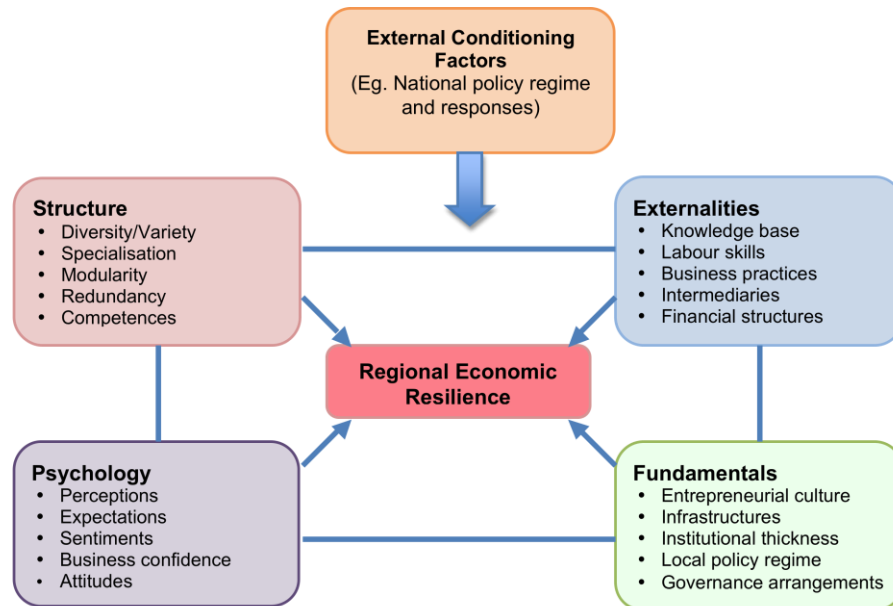 External Conditioning
Factors
(Eg. National policy regime
and responses)
Structure
• Diversity/Variety
• Specialisation
• Modularity
• Redundancy
• Competences
Externalities
• Knowledge base
• Labour skills
• Business practices
• Intermediaries
• Financial structures
Regional Economic
Resilience
Psychology
• Perceptions
• Expectations
• Sentiments
• Business confidence
• Attitudes
Fundamentals
• Entrepreneurial culture
• Infrastructures
• Institutional thickness
• Local policy regime
• Governance arrangements